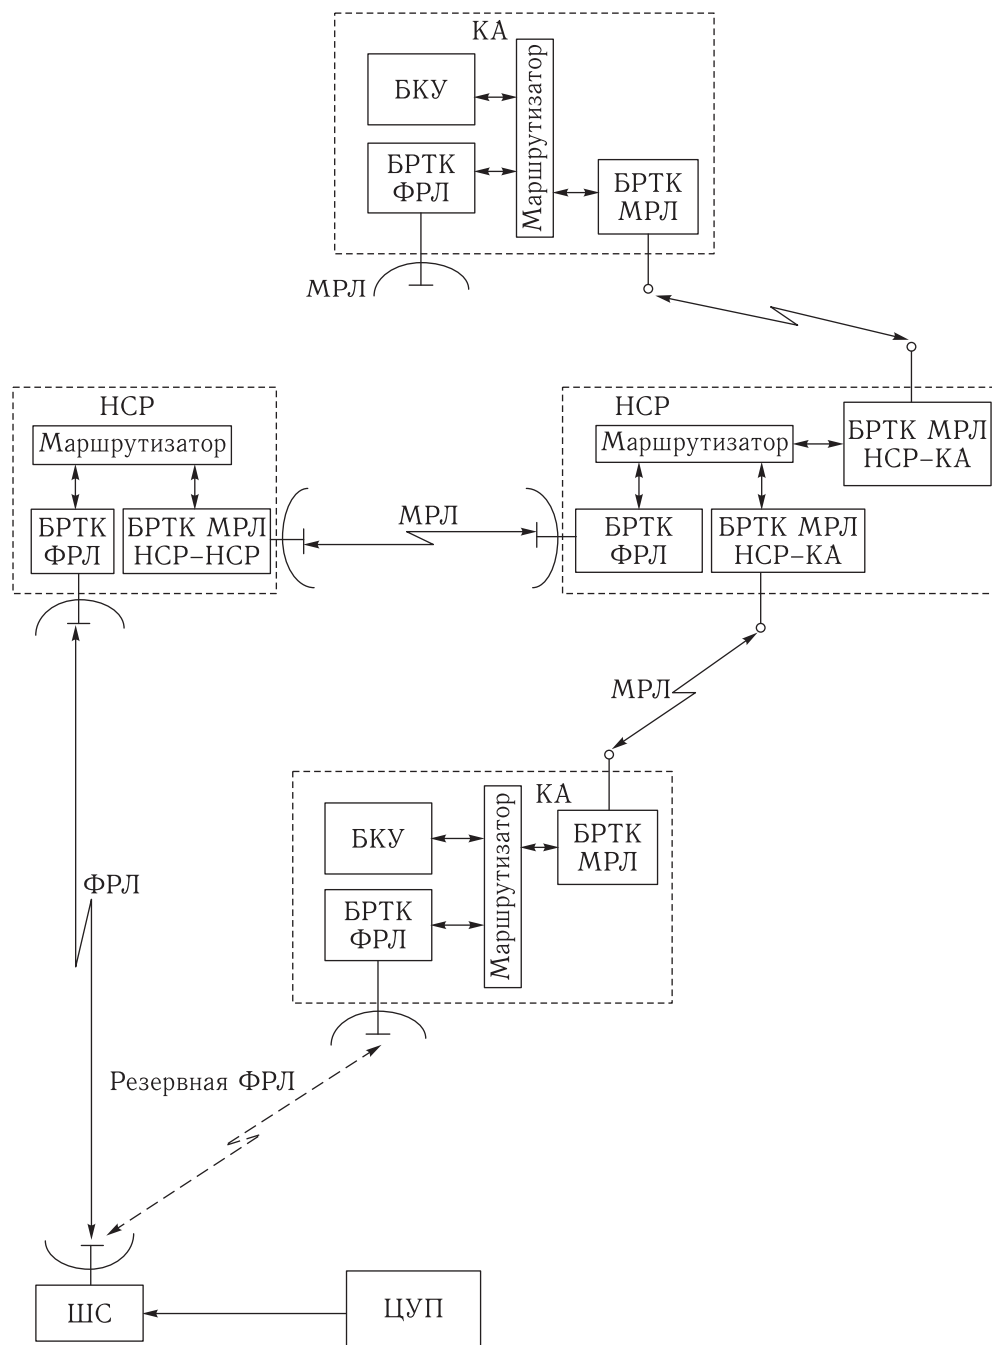 КА
БКУ
Маршрутизатор
БРТК
ФРЛ
БРТК
МРЛ
МРЛ
НСР
Маршрутизатор
БРТК
ФРЛ
БРТК МРЛ
НСР–НСР
МРЛ
НСР
Маршрутизатор
БРТК МРЛ
НСР–КА
БРТК
ФРЛ
БРТК МРЛ
НСР–КА
МРЛ
КА
БКУ
Маршрутизатор
БРТК
МРЛ
БРТК
ФРЛ
ФРЛ
Резервная ФРЛ
ШС
ЦУП